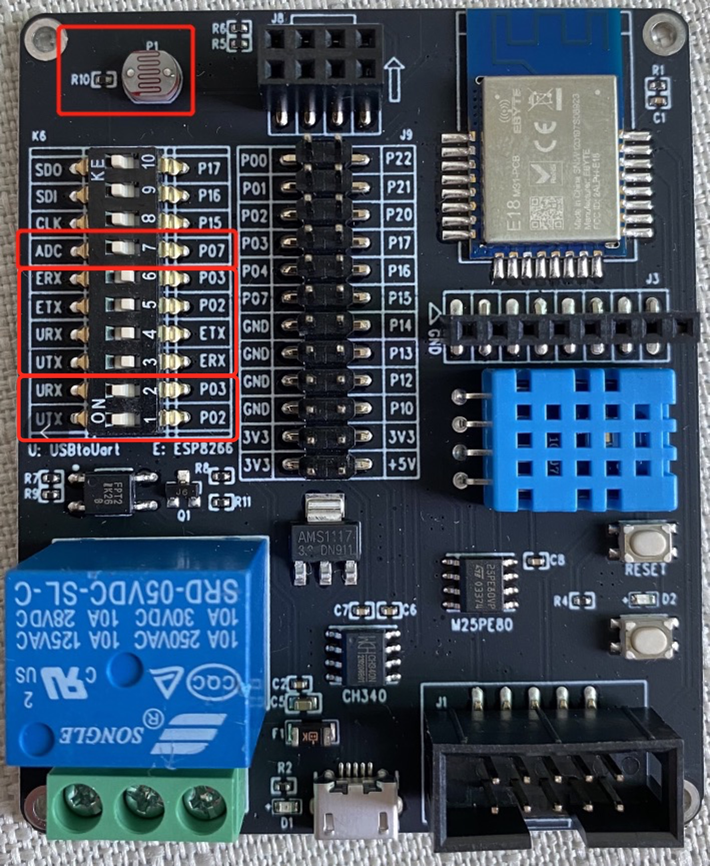 P1
R10
R6
R5
J8
R1
C1
EBYTE
E18
K6
J9
KE
SDO 10 P17
SDI 9 P16
CLK 8 P15
ADC 7 P07
ERX 6 P03
ETX 5 P02
URX 4 ETX
UTX 3 ERX
URX 2 P03
UTX 1 P02
ON
U: USBtoUart E: ESP8266
P00 P22
P01 P21
P02 P20
P03 P17
P04 P16
P07 P15
GND P14
GND P13
GND P12
GND P10
3V3 3V3
3V3 +5V
J3
GND
R7
R9
R8
R11
Q1
AMS1117
C8
M25PE80
RESET
R4
D2
C7 C6
CH340
SRD-05VDC-SL-C
10A 250VAC 10A 125VAC
10A 30VDC 10A 28VDC
CQC
C US
SONGLE
®
C2
C5
F1
R2
D1
J1